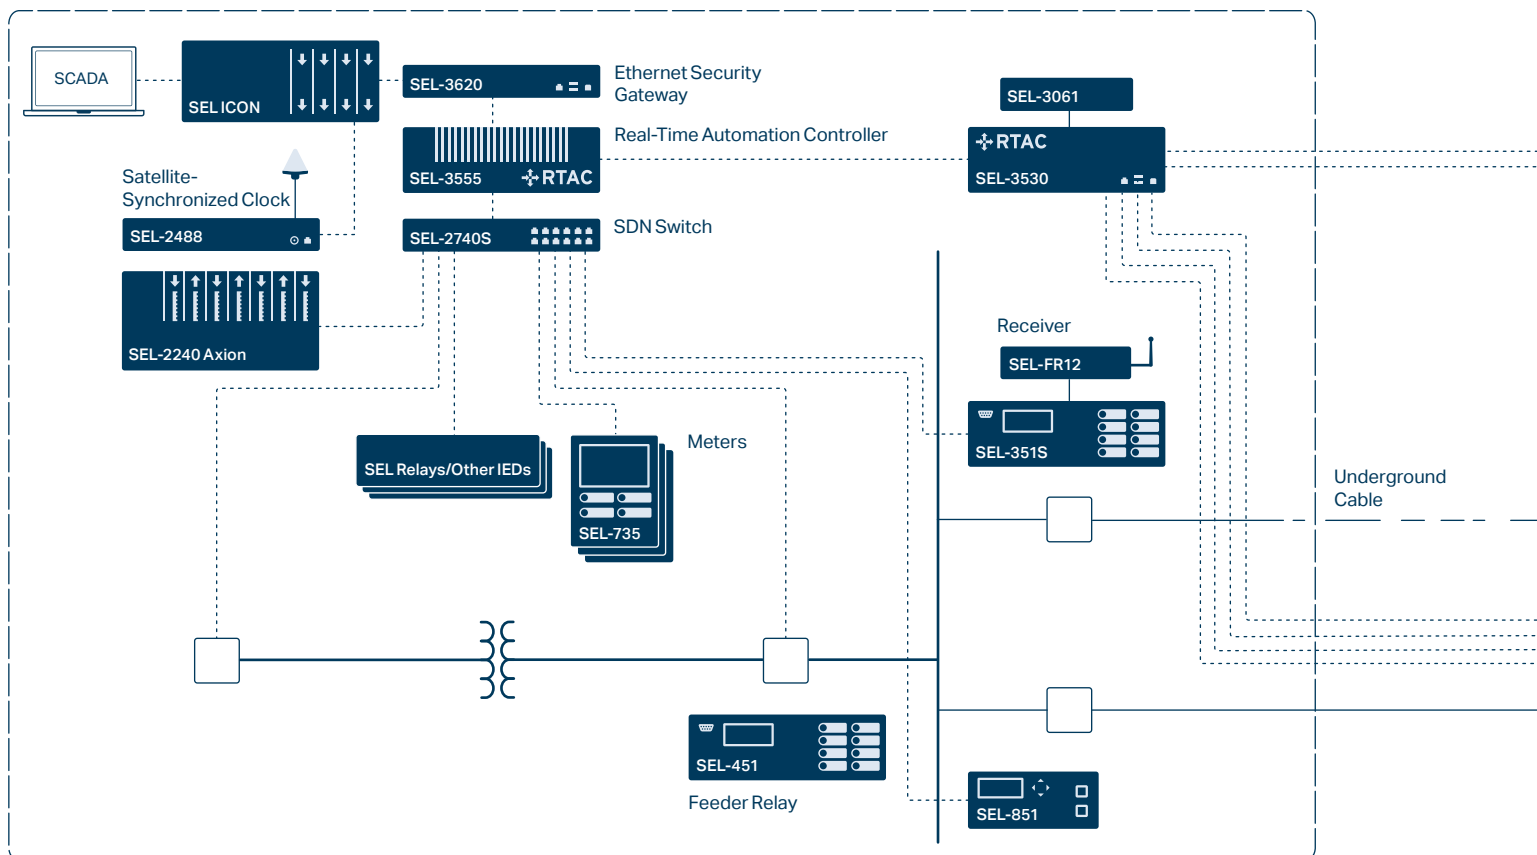 SCADA
SEL ICON
SEL-3620
Ethernet Security
Gateway
SEL-3061
Real-Time Automation Controller
RTAC
SEL-3555
RTAC
SEL-3530
Satellite-
Synchronized Clock
SEL-2488
SEL-2740S
SDN Switch
SEL-2240 Axion
Receiver
SEL-FR12
SEL-351S
Meters
SEL Relays/Other IEDs
SEL-735
Underground
Cable
SEL-451
Feeder Relay
SEL-851